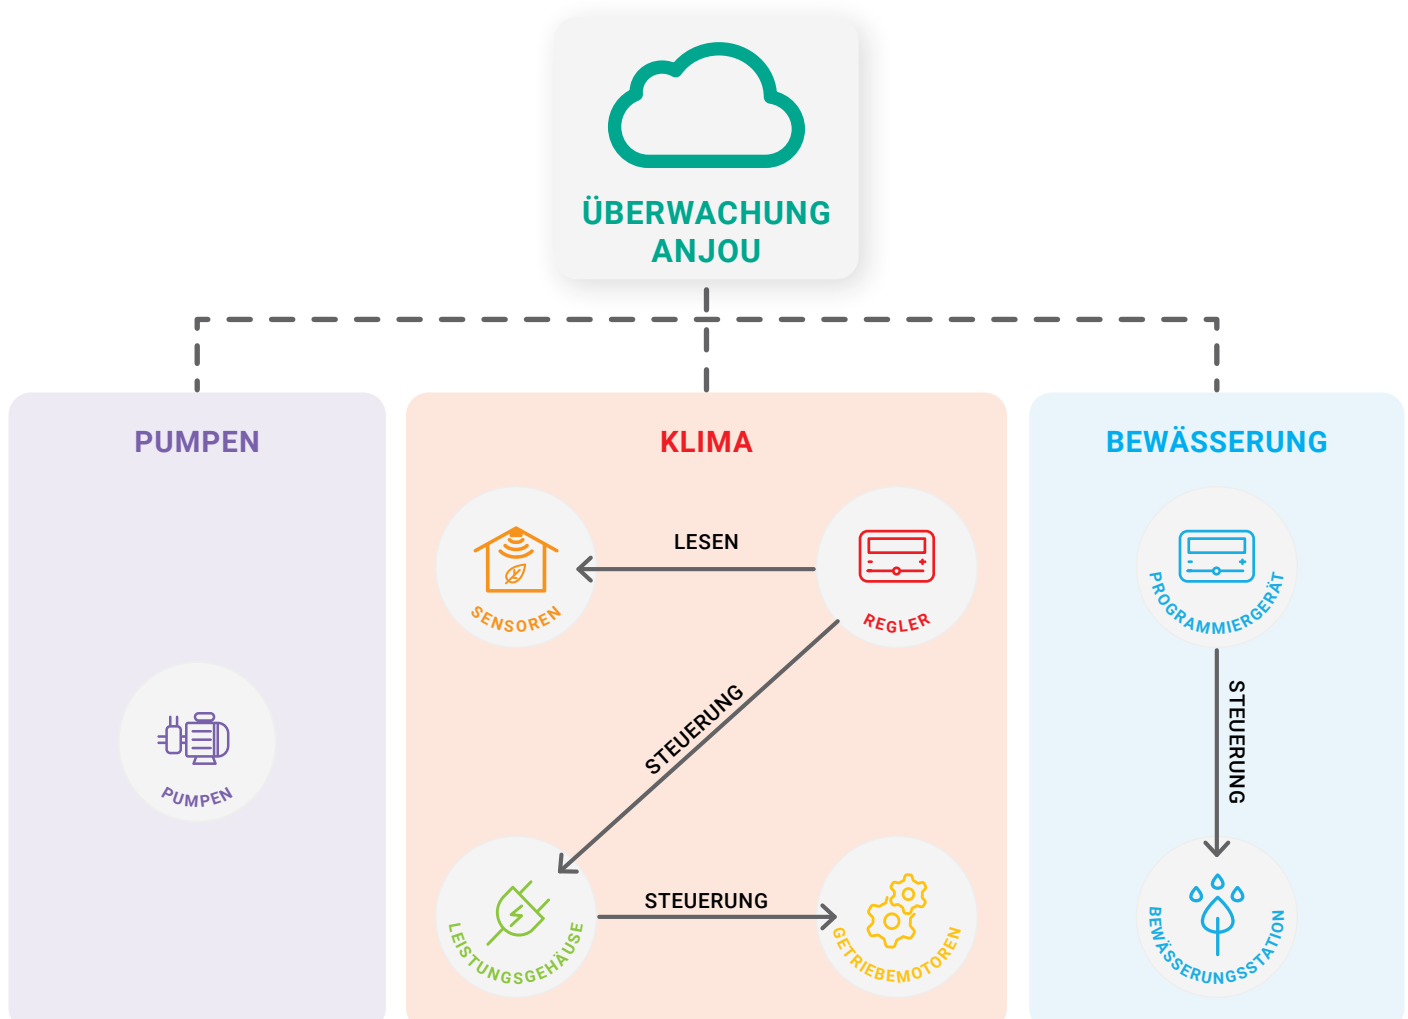 ÜBERWACHUNG
ANJOU
PUMPEN
KLIMA
BEWÄSSERUNG
SENSOREN
LESEN
REGLER
PROGRAMMIERGERÄT
STEUERUNG
STEUERUNG
PUMPEN
LEISTUNGSGEHÄUSE
STEUERUNG
GETRIEBEMOTOREN
BEWÄSSERUNGSSTATION